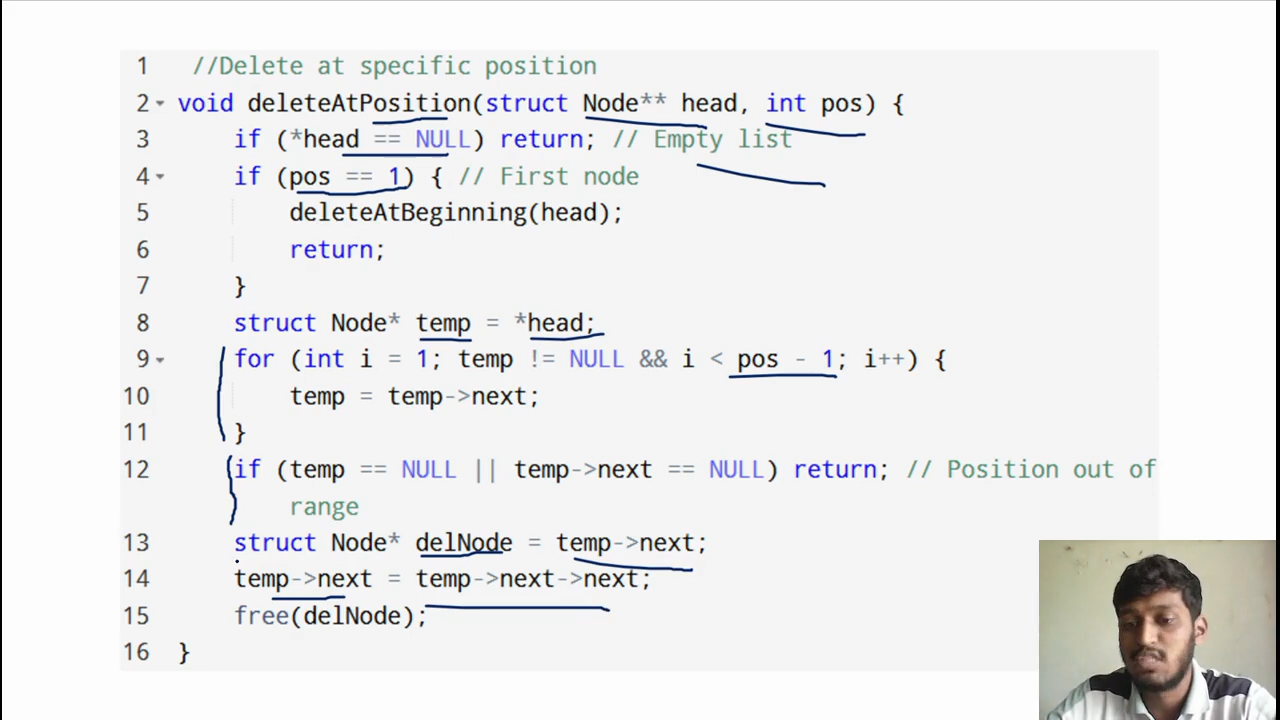 1 //Delete at specific position
2 void deleteAtPosition(struct Node** head, int pos) {
3 if (*head == NULL) return; // Empty list
4 if (pos == 1) { // First node
5 deleteAtBeginning(head);
6 return;
7 }
8 struct Node* temp = *head;
9 for (int i = 1; temp != NULL && i < pos - 1; i++) {
10 temp = temp->next;
11 }
12 if (temp == NULL || temp->next == NULL) return; // Position out of
range
13 struct Node* delNode = temp->next;
14 temp->next = temp->next->next;
15 free(delNode);
16 }